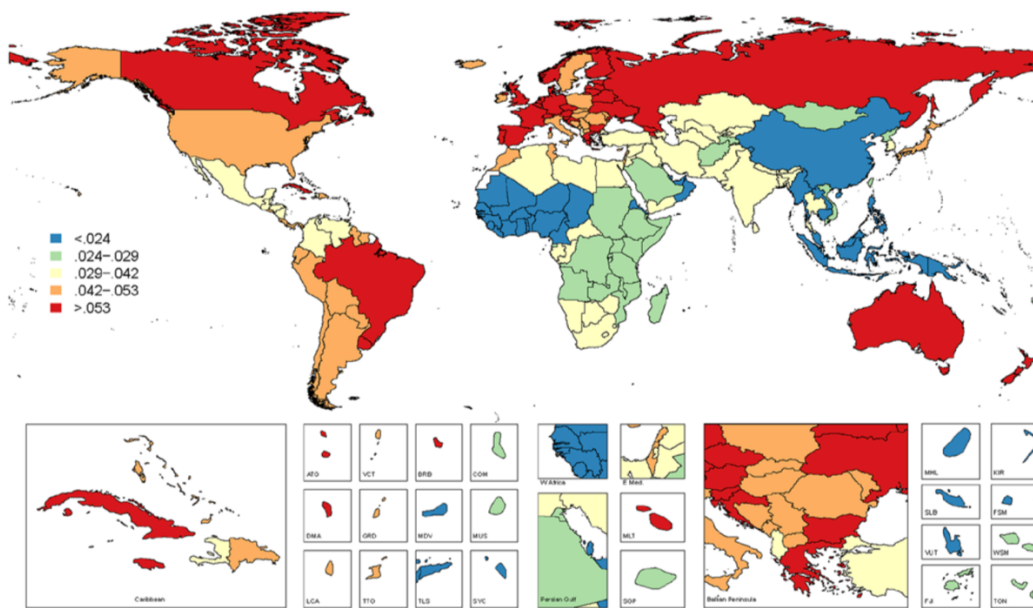 <.024
.024–.029
.029–.042
.042–.053
>.053
Caribbean
ATG
VCT
BRB
COM
DMA
GRD
MDV
MUS
LCA
TTO
TLS
SYC
W Africa
E Med.
Persian Gulf
MLT
SGP
Balkan Peninsula
MHL
KIR
SLB
FSM
VUT
WSM
FJI
TON